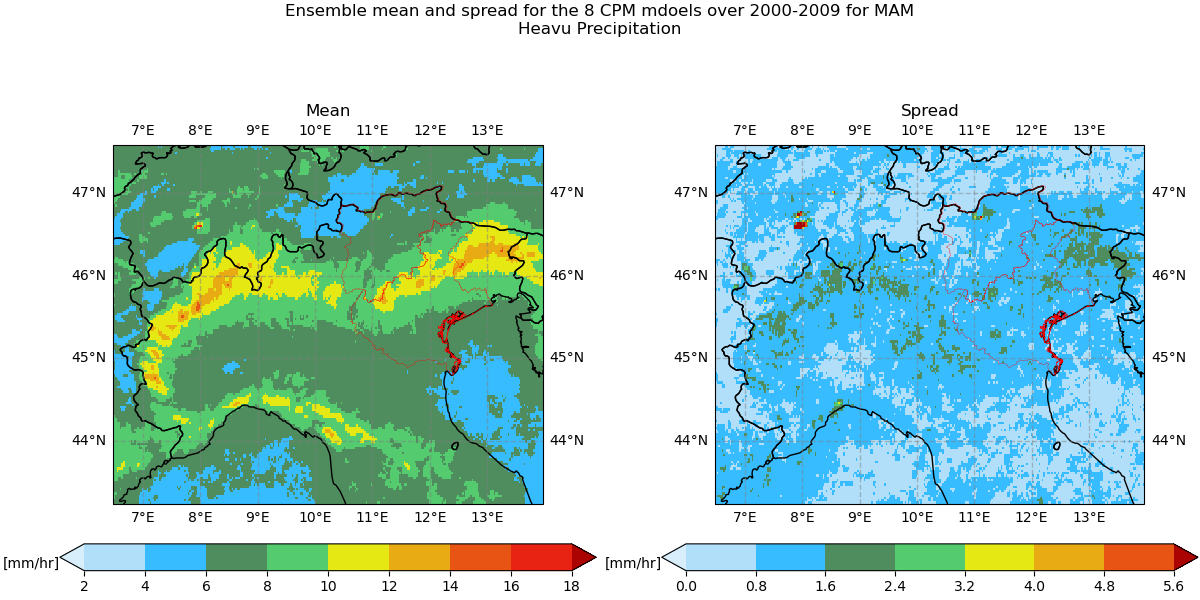 Ensemble mean and spread for the 8 CPM mdoels over 2000-2009 for MAM
Heavu Precipitation
Mean
Spread
7°E 8°E 9°E 10°E 11°E 12°E 13°E
7°E 8°E 9°E 10°E 11°E 12°E 13°E
47°N 47°N 47°N
46°N 46°N 46°N
45°N 45°N 45°N
44°N 44°N 44°N
7°E 8°E 9°E 10°E 11°E 12°E 13°E
7°E 8°E 9°E 10°E 11°E 12°E 13°E
[mm/hr]
2 4 6 8 10 12 14 16 18
[mm/hr]
0.0 0.8 1.6 2.4 3.2 4.0 4.8 5.6